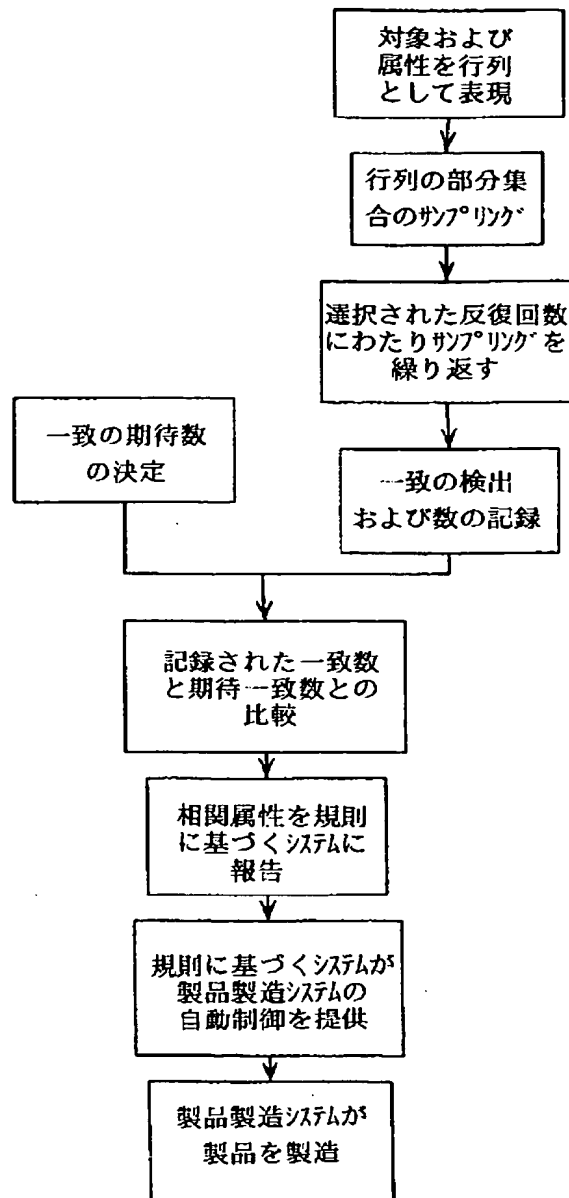 対象および
属性を行列
として表現
行列の部分集
合のｻﾝﾌﾟﾘﾝｸﾞ
選択された反復回数
にわたりｻﾝﾌﾟﾘﾝｸﾞを
繰り返す
一致の期待数
の決定
一致の検出
および数の記録
記録された一致数
と期待一致数との
比較
相関属性を規則
に基づくｼｽﾃﾑに
報告
規則に基づくｼｽﾃﾑが
製品製造ｼｽﾃﾑの
自動制御を提供
製品製造ｼｽﾃﾑが
製品を製造